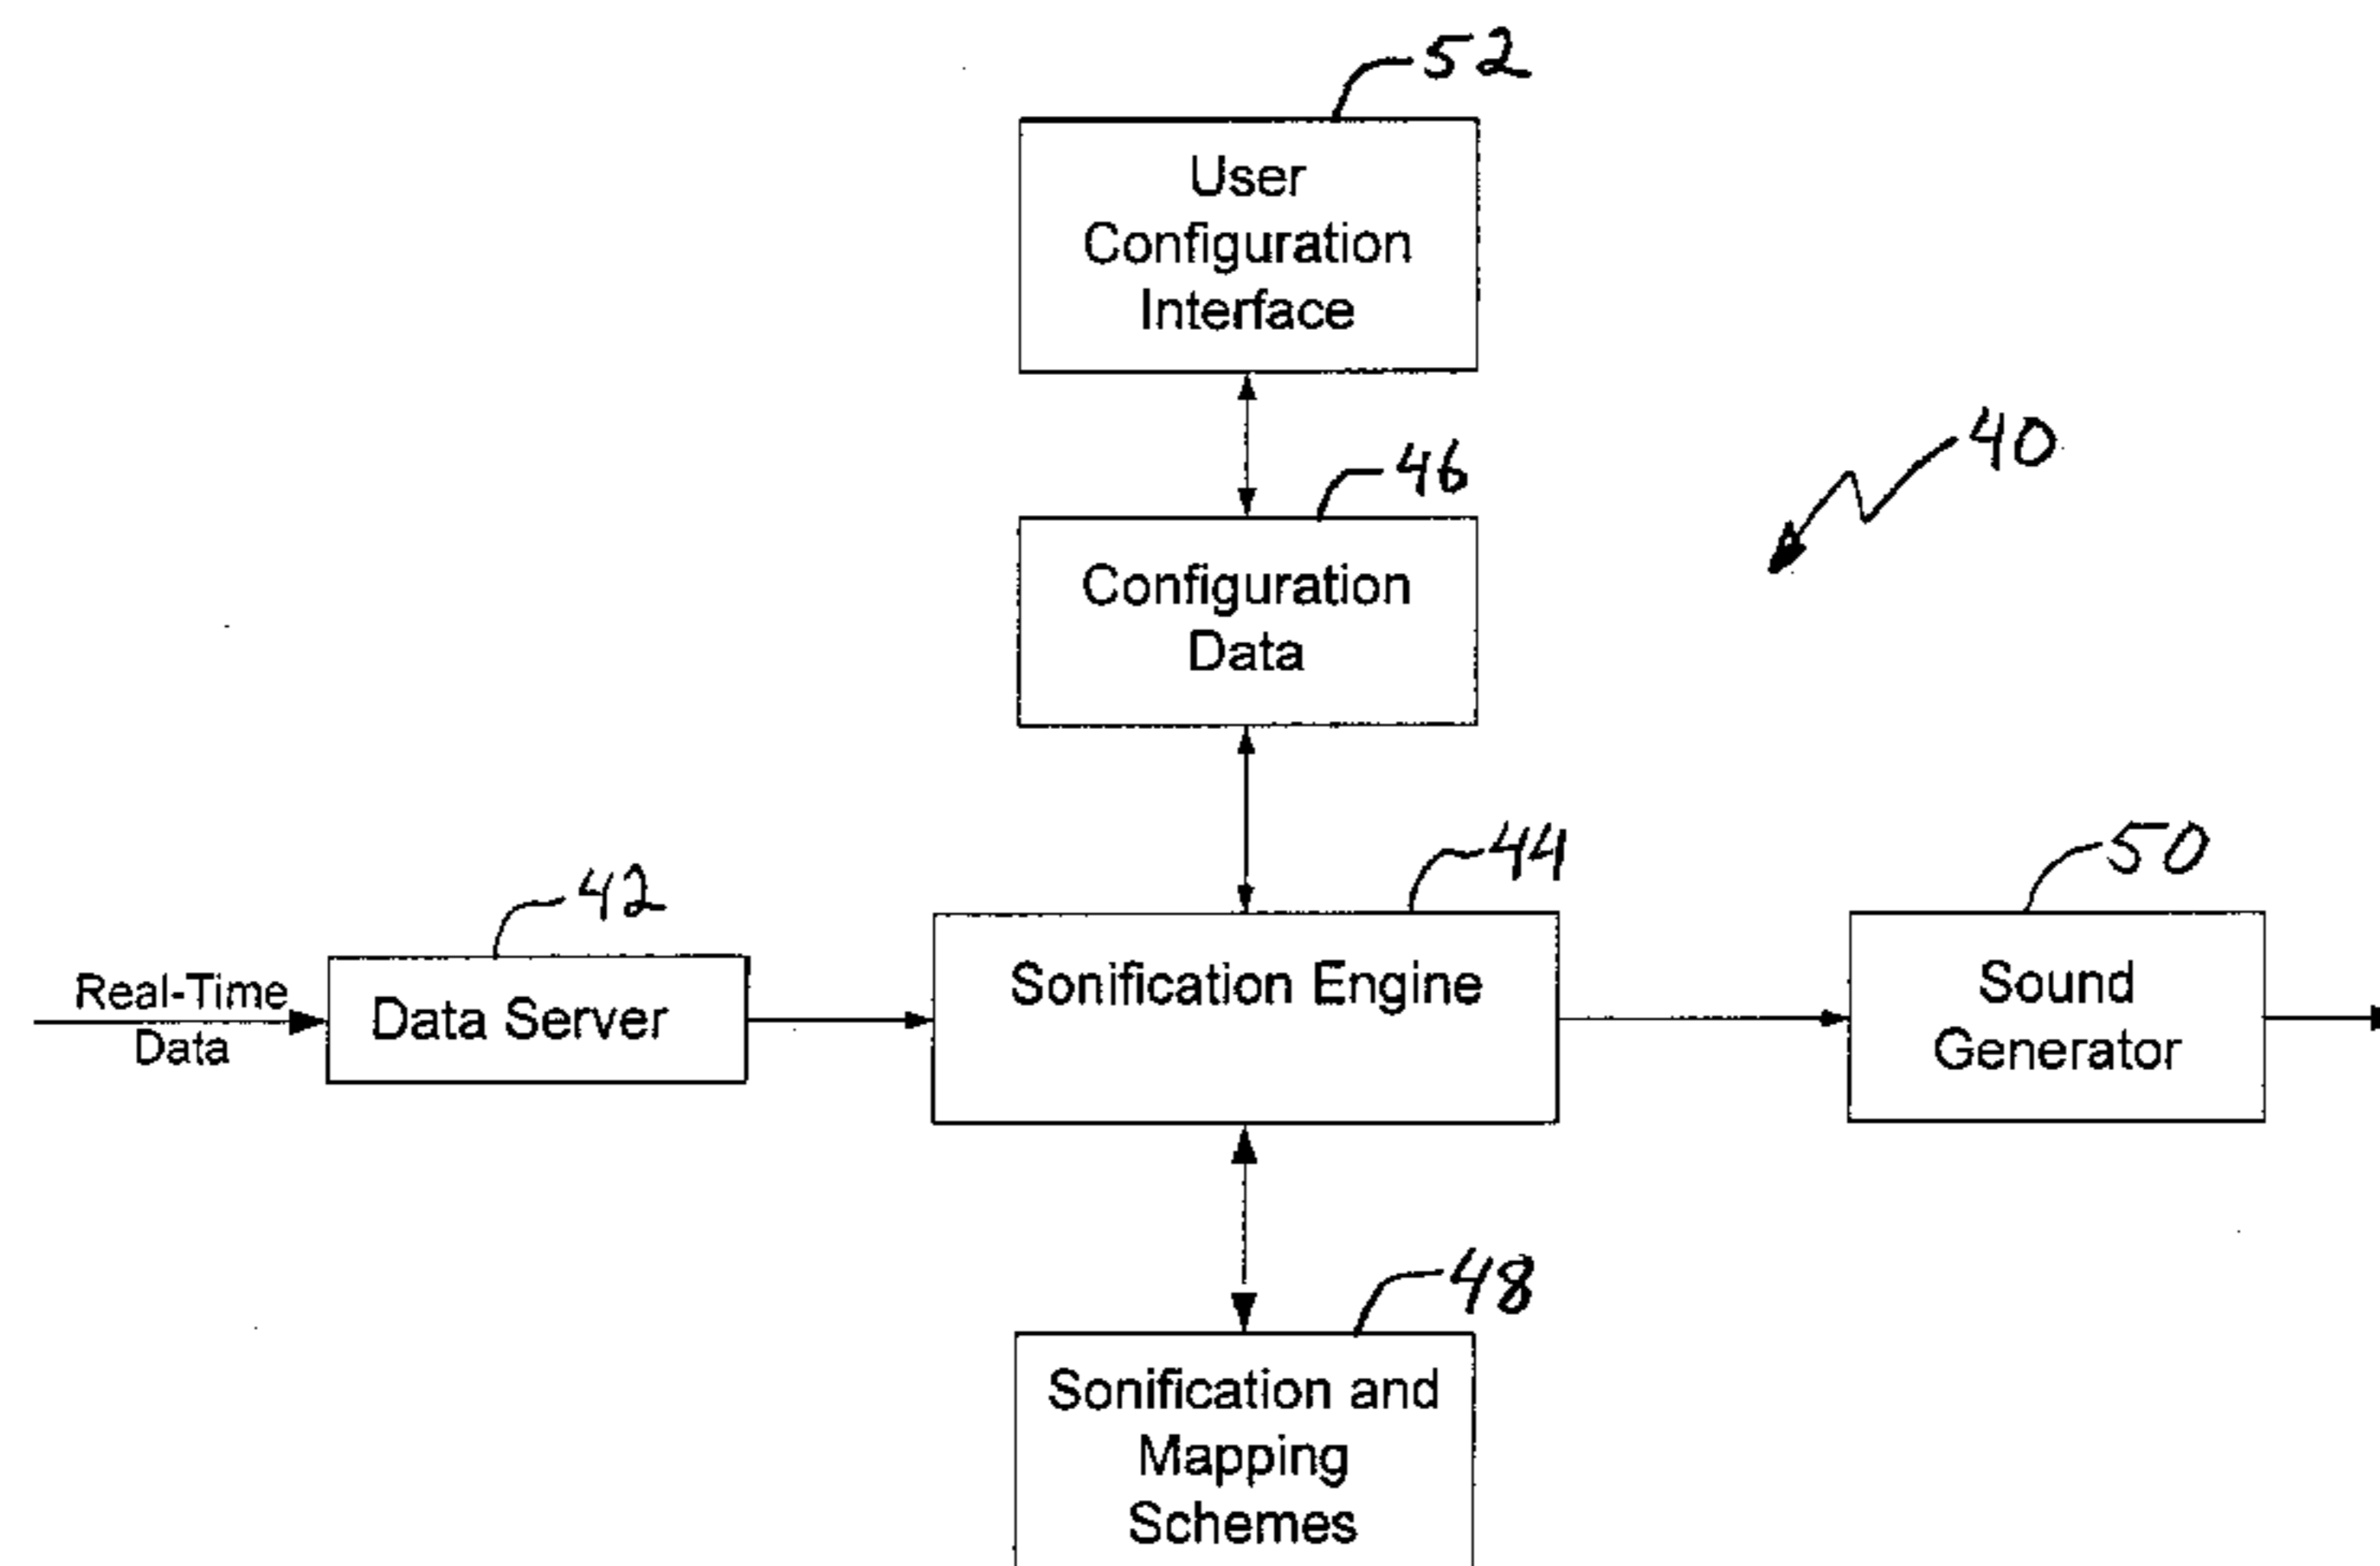 52
User
Configuration
Interface
40
46
Configuration
Data
44
50
42
Real-Time
Data
Data Server
Sonification Engine
Sound
Generator
48
Sonification and
Mapping
Schemes